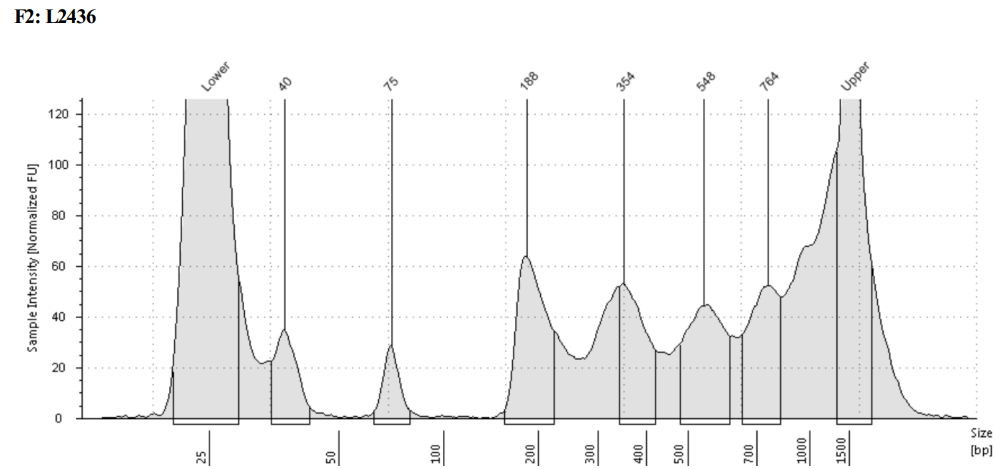 F2: L2436
Lower 40 75 188 354 548 764 Upper
Sample Intensity [Normalized FU]
120
100
80
60
40
20
0
25 50 100 200 300 400 500 700 1000 1500
Size
[bp]